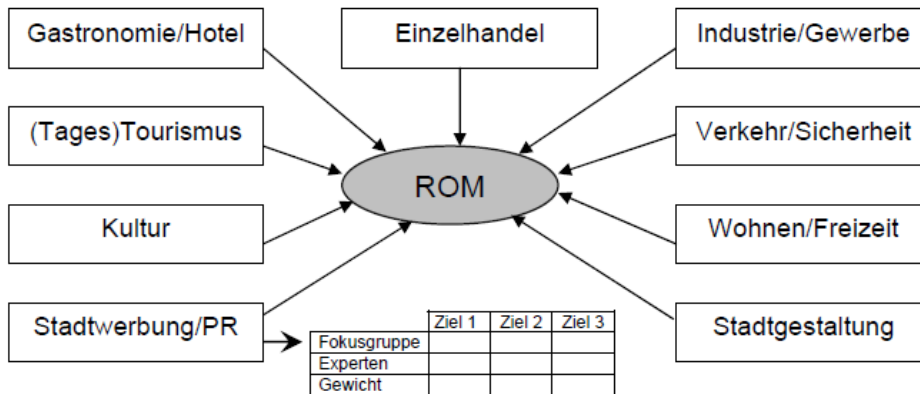 Gastronomie/Hotel
Einzelhandel
Industrie/Gewerbe
(Tages)Tourismus
Verkehr/Sicherheit
ROM
Kultur
Wohnen/Freizeit
Stadtwerbung/PR
Stadtgestaltung
Ziel 1 Ziel 2 Ziel 3
Fokusgruppe
Experten
Gewicht